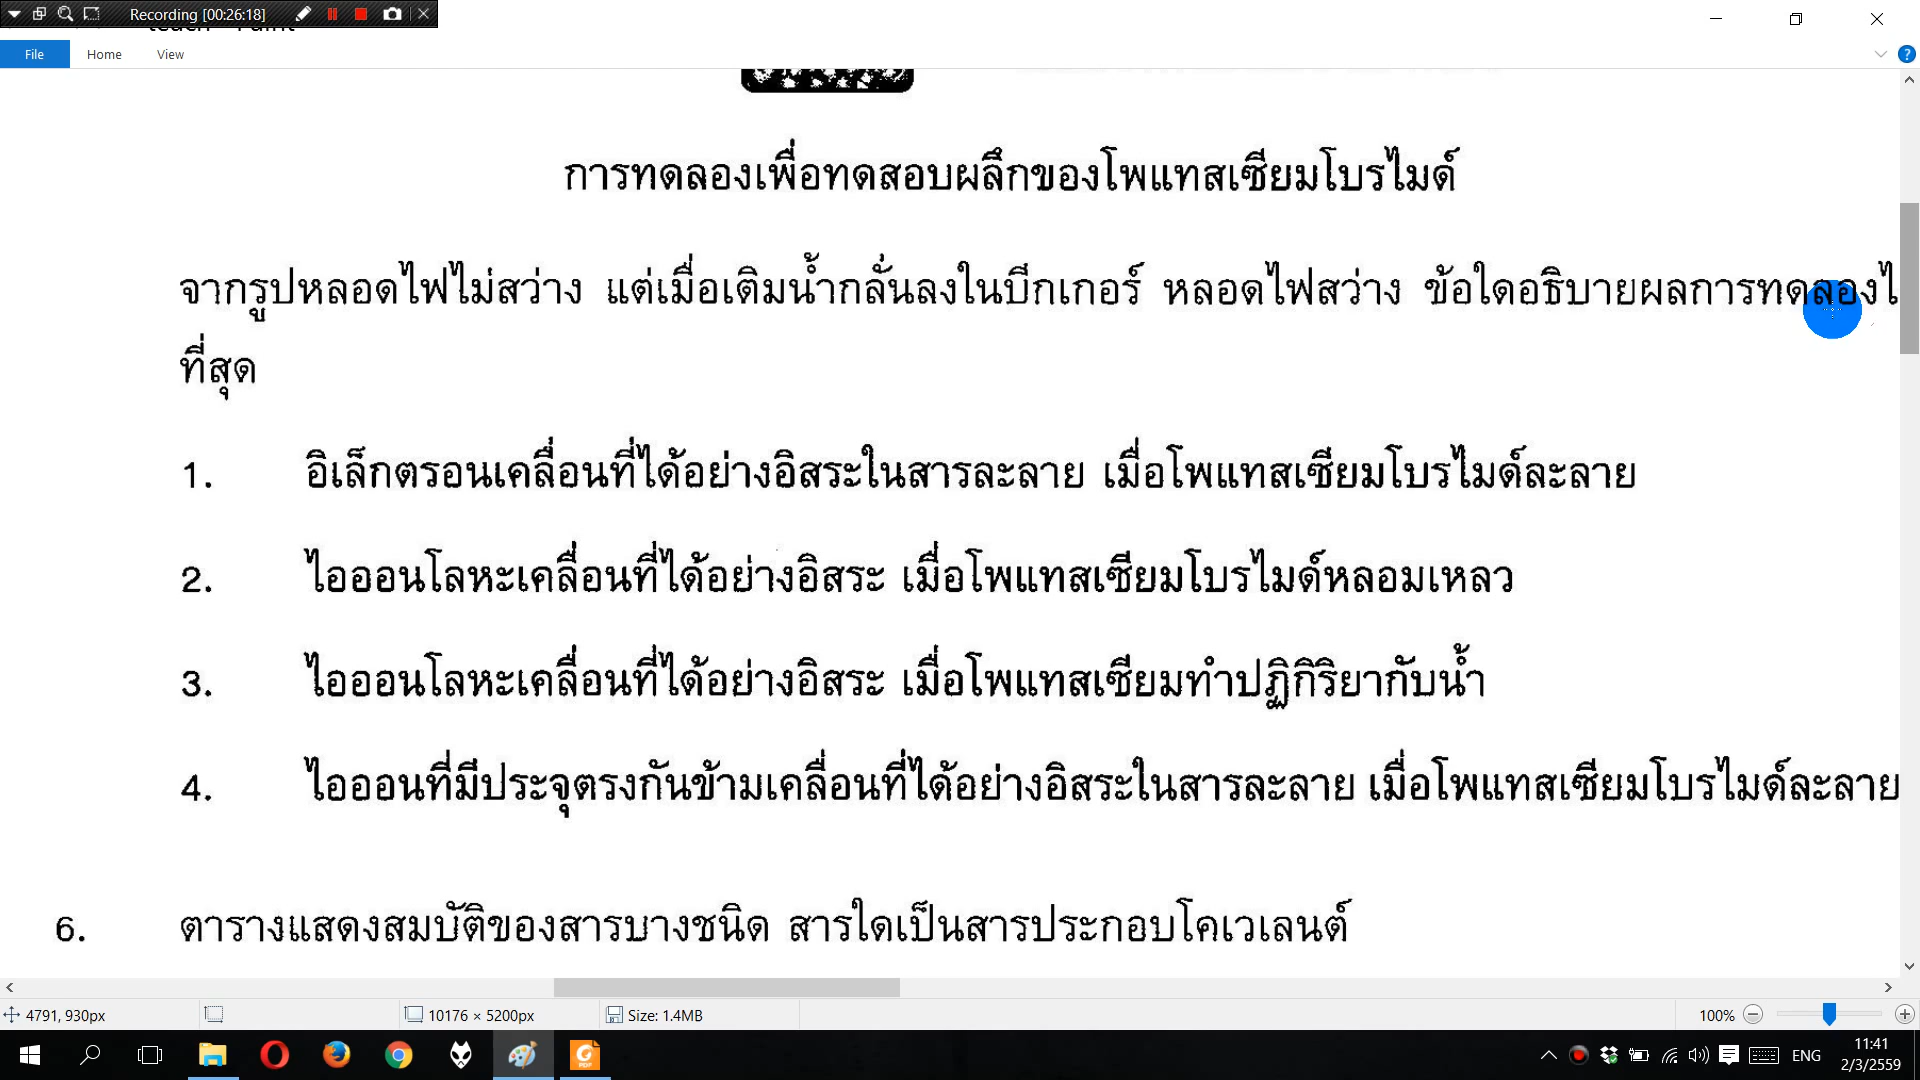 Recording [00:26:18]
File Home View
การทดลองเพื่อทดสอบผลึกของโพแทสเซียมโบรไมด์
จากรูปหลอดไฟไม่สว่าง แต่เมื่อเติมน้ำกลั่นลงในบีกเกอร์ หลอดไฟสว่าง ข้อใดอธิบายผลการทดลองไ
ที่สุด
1. อิเล็กตรอนเคลื่อนที่ได้อย่างอิสระในสารละลาย เมื่อโพแทสเซียมโบรไมด์ละลาย
2. ไอออนโลหะเคลื่อนที่ได้อย่างอิสระ เมื่อโพแทสเซียมโบรไมด์หลอมเหลว
3. ไอออนโลหะเคลื่อนที่ได้อย่างอิสระ เมื่อโพแทสเซียมทำปฏิกิริยากับน้ำ
4. ไอออนที่มีประจุตรงกันข้ามเคลื่อนที่ได้อย่างอิสระในสารละลาย เมื่อโพแทสเซียมโบรไมด์ละลาย
6. ตารางแสดงสมบัติของสารบางชนิด สารใดเป็นสารประกอบโคเวเลนต์
4791, 930px 10176 × 5200px Size: 1.4MB 100%
ENG 11:41
2/3/2559